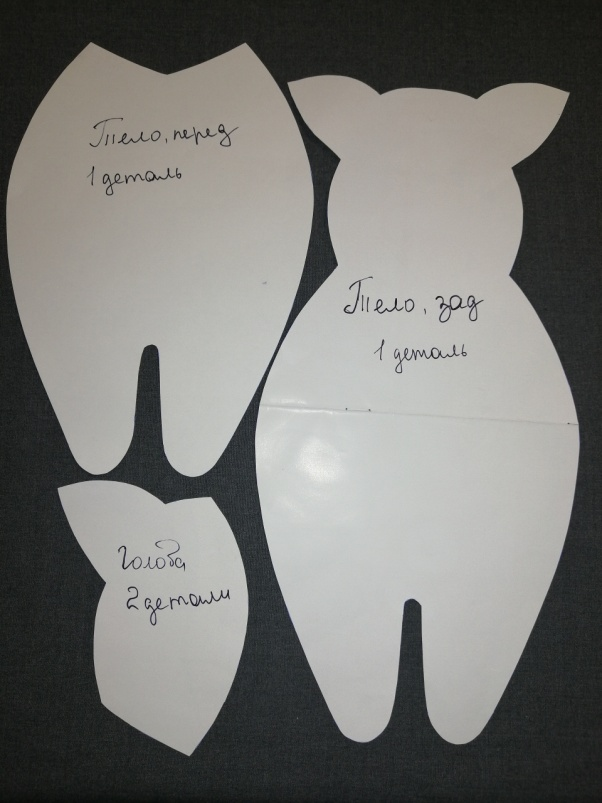 Тело, перед
1 деталь
Тело, зад
1 деталь
Голова
2 детали